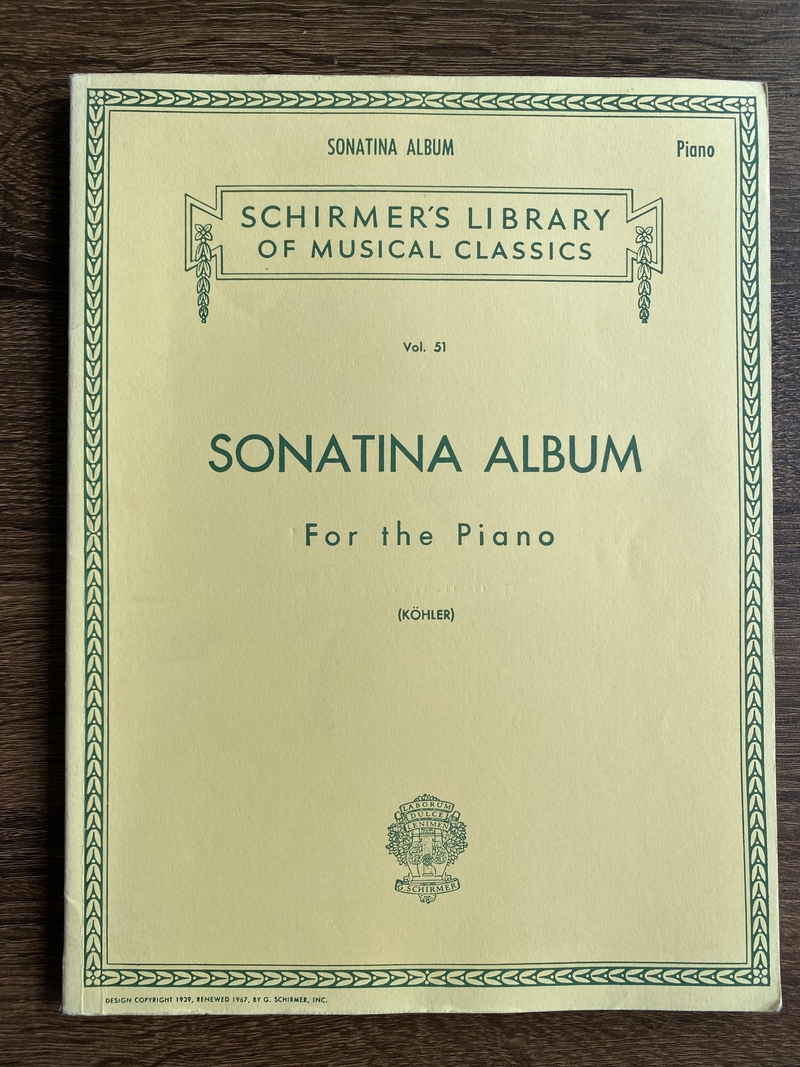 SONATINA ALBUM
Piano
SCHIRMER'S LIBRARY
OF MUSICAL CLASSICS
Vol. 51
SONATINA ALBUM
For the Piano
(KÖHLER)
LABORUM
DULCE
LENIMEN
G. SCHIRMER
DESIGN COPYRIGHT 1939, RENEWED 1967, BY G. SCHIRMER, INC.